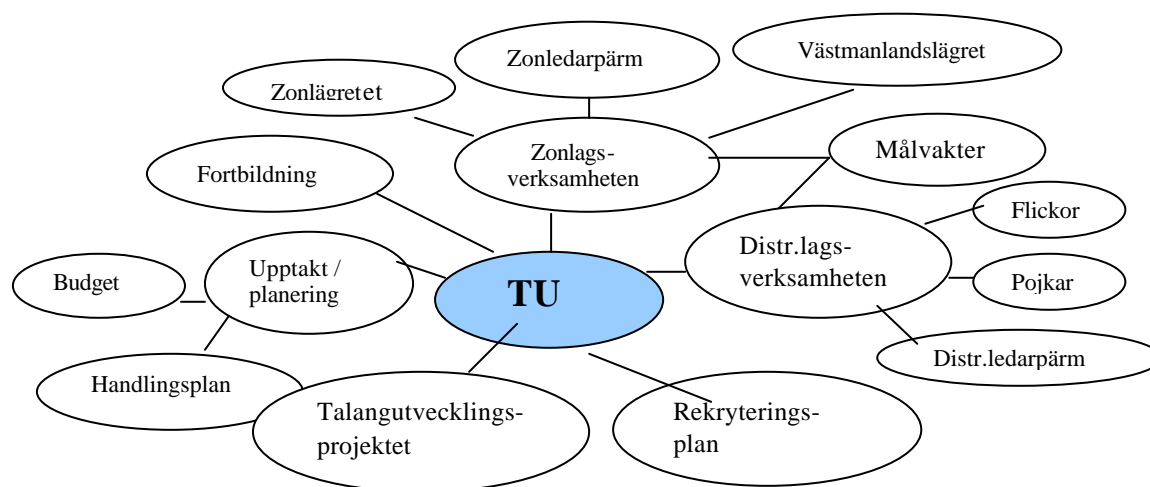 Västmanlandslägret
Zonledarpärm
Zonlägretet
Zonlags-
verksamheten
Målvakter
Fortbildning
Flickor
Distr.lags-
verksamheten
Upptakt /
planering
Budget
TU
Pojkar
Distr.ledarpärm
Handlingsplan
Talangutvecklings-
projektet
Rekryterings-
plan